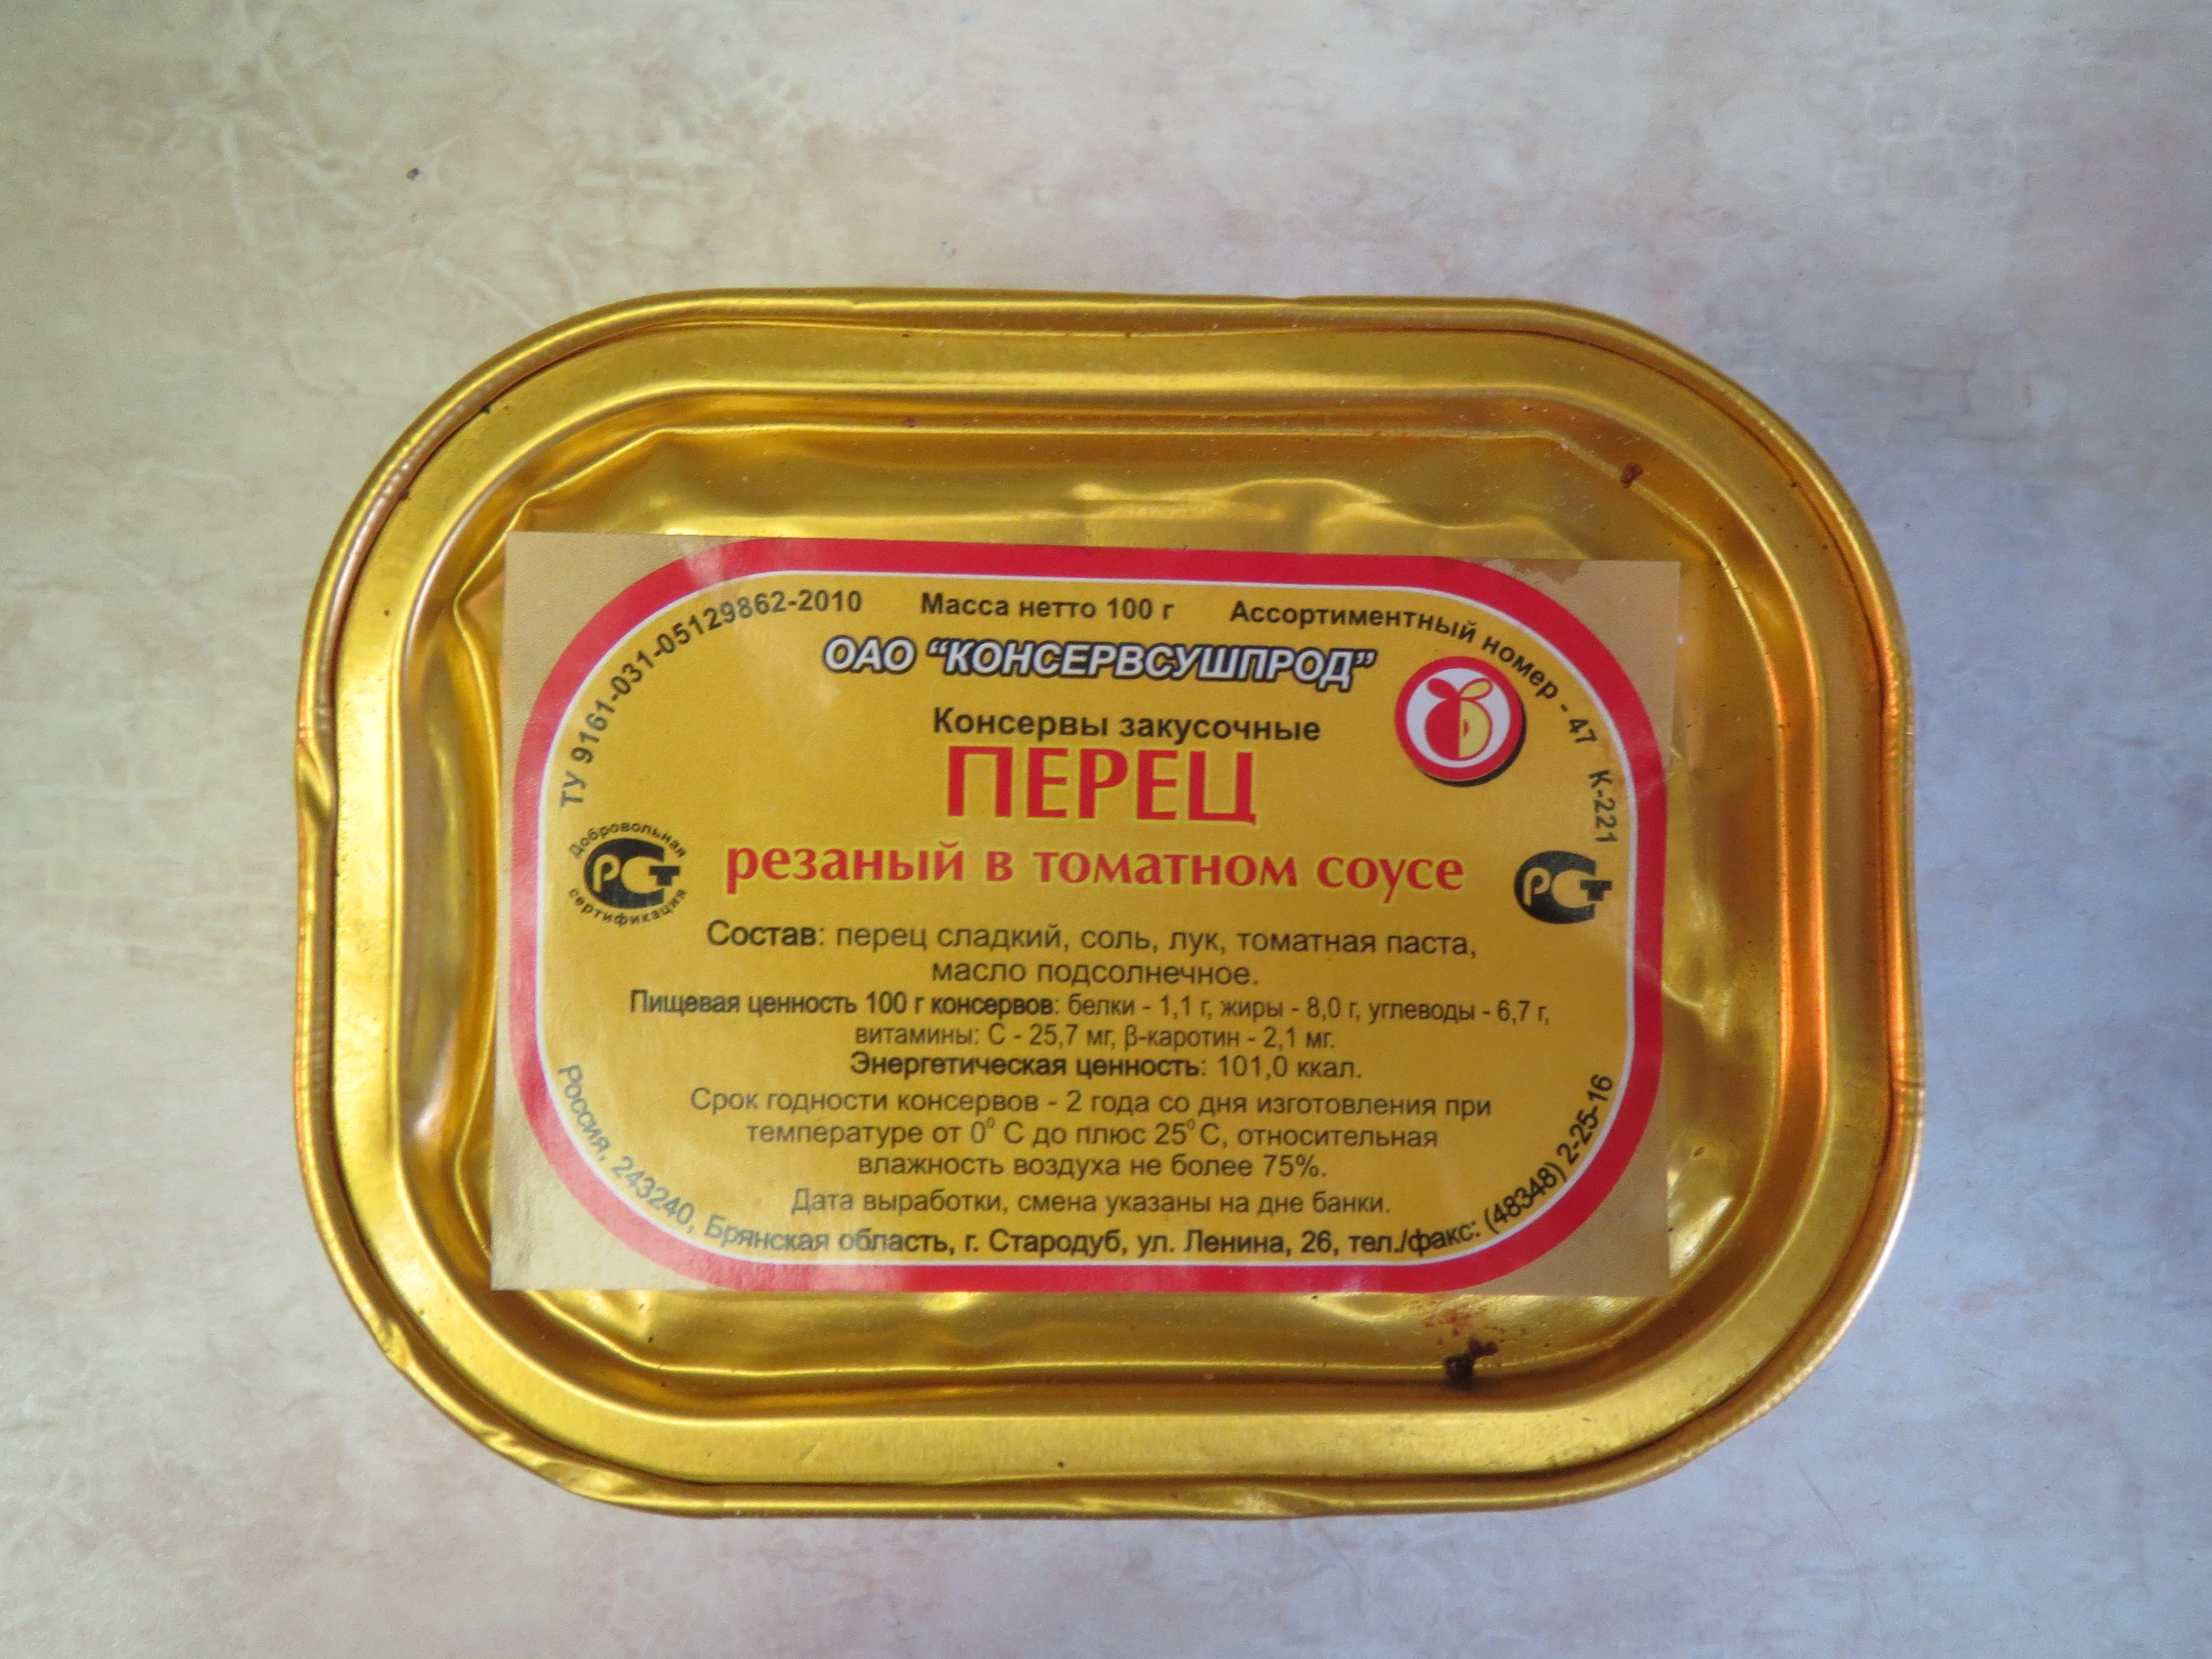 ТУ 9161-031-05129862-2010
Масса нетто 100 г
Ассортиментный номер - 47 К-221
ОАО “КОНСЕРВСУШПРОД”
Консервы закусочные
ПЕРЕЦ
резаный в томатном соусе
Добровольная
РСТ
сертификация
РСТ
Состав: перец сладкий, соль, лук, томатная паста,
масло подсолнечное.
Пищевая ценность 100 г консервов: белки - 1,1 г, жиры - 8,0 г, углеводы - 6,7 г,
витамины: С - 25,7 мг, β-каротин - 2,1 мг.
Энергетическая ценность: 101,0 ккал.
Срок годности консервов - 2 года со дня изготовления при
температуре от 0⁰ С до плюс 25⁰ С, относительная
влажность воздуха не более 75%.
Дата выработки, смена указаны на дне банки.
Россия, 243240, Брянская область, г. Стародуб, ул. Ленина, 26, тел./факс: (48348) 2-25-16